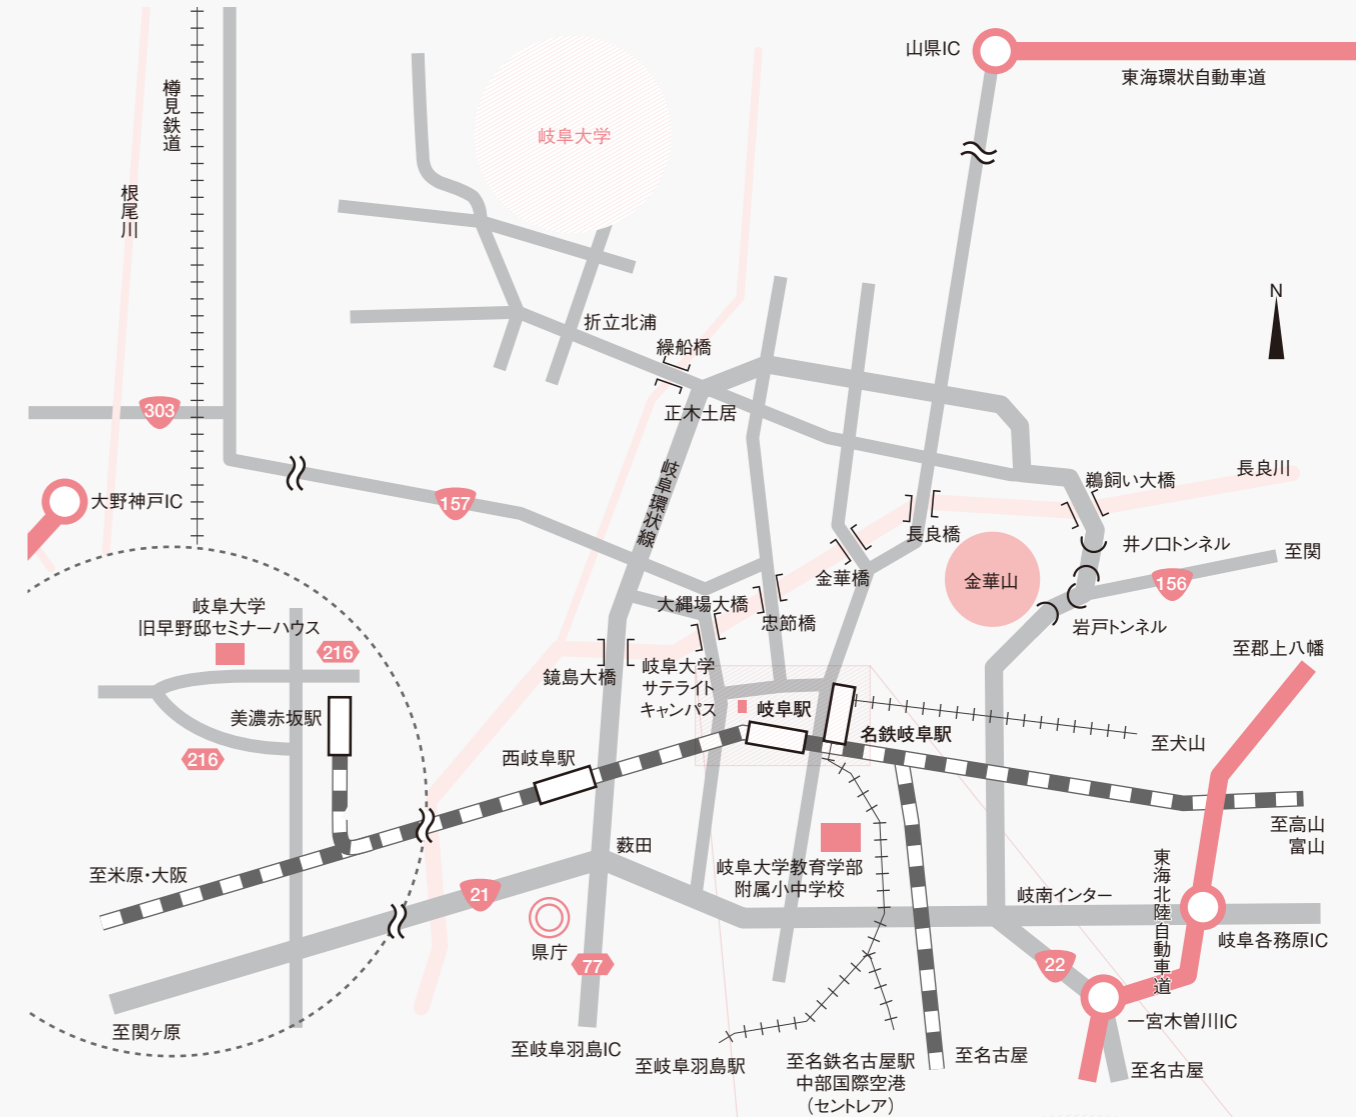 山県IC
東海環状自動車道
樽見鉄道
根尾川
岐阜大学
N
折立北浦
繰船橋
正木土居
303
大野神戸IC
157
岐阜環状線
鵜飼い大橋
長良川
長良橋
井ノ口トンネル
至関
金華橋
金華山
156
岩戸トンネル
大縄場大橋
忠節橋
岐阜大学
旧早野邸セミナーハウス
216
至郡上八幡
鏡島大橋
岐阜大学
サテライト
キャンパス
美濃赤坂駅
岐阜駅
名鉄岐阜駅
至犬山
216
西岐阜駅
至高山
富山
薮田
岐阜大学教育学部
附属小中学校
至米原・大阪
21
岐南インター
東海北陸自動車道
岐阜各務原IC
県庁
77
22
至関ヶ原
一宮木曽川IC
至岐阜羽島IC
至岐阜羽島駅
至名鉄名古屋駅
中部国際空港
（セントレア）
至名古屋
至名古屋